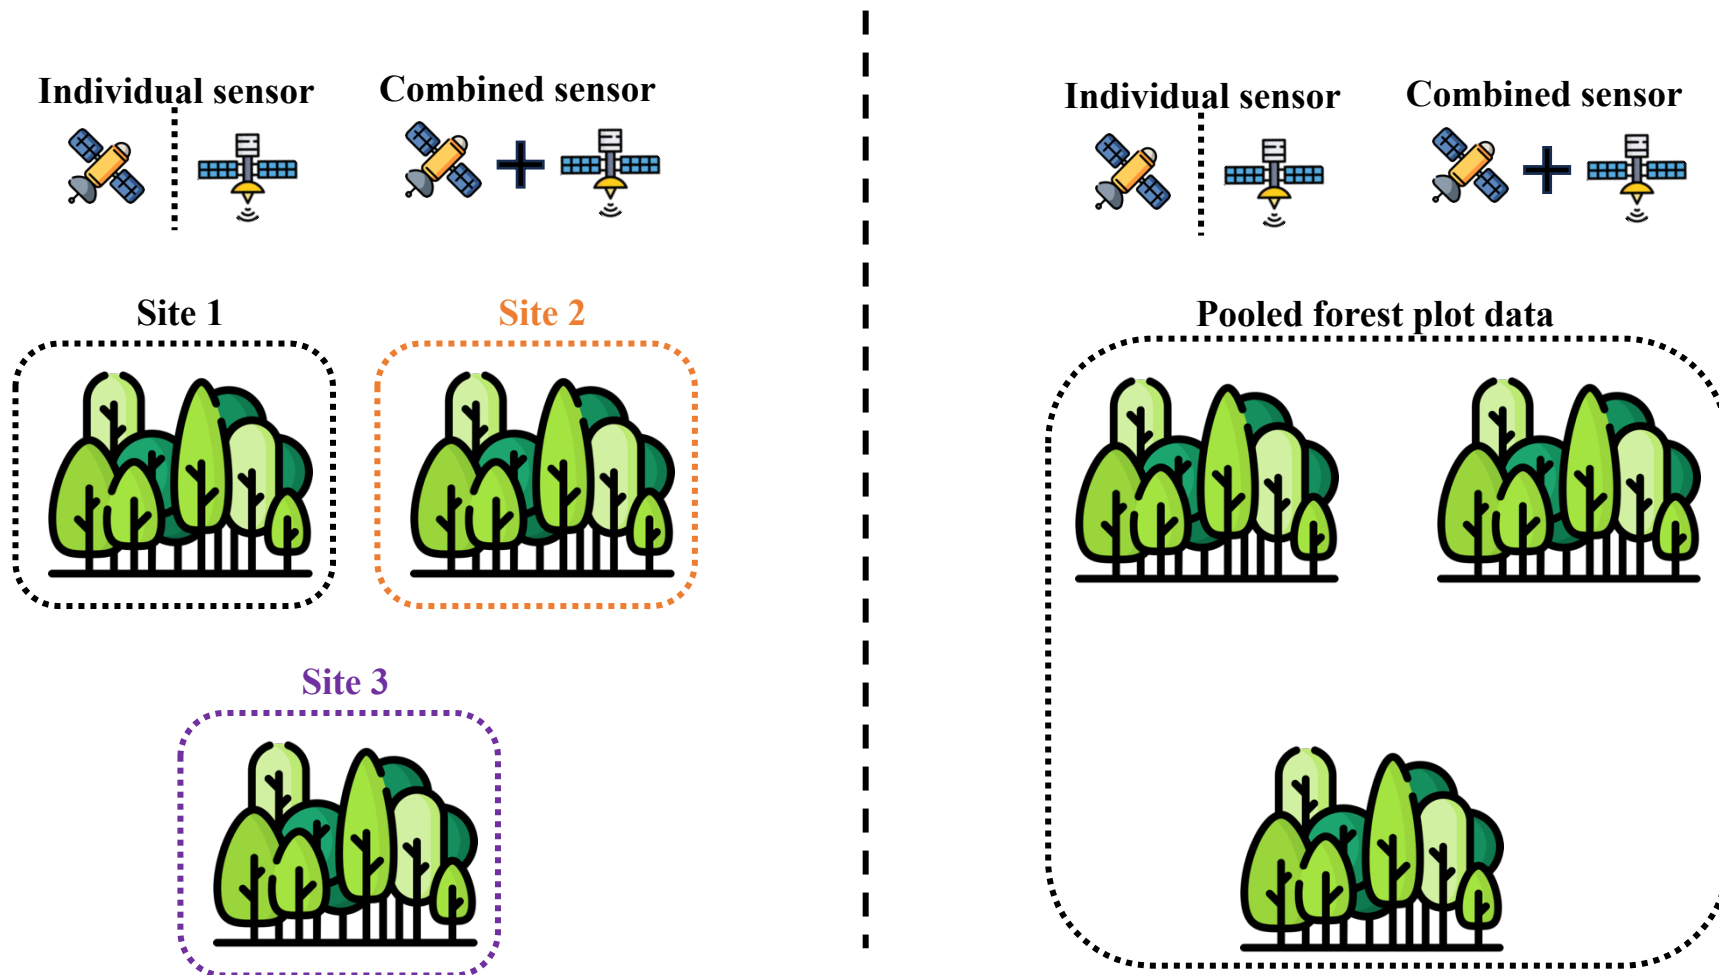 Individual sensor
Combined sensor
Site 1
Site 2
Site 3
Individual sensor
Combined sensor
Pooled forest plot data